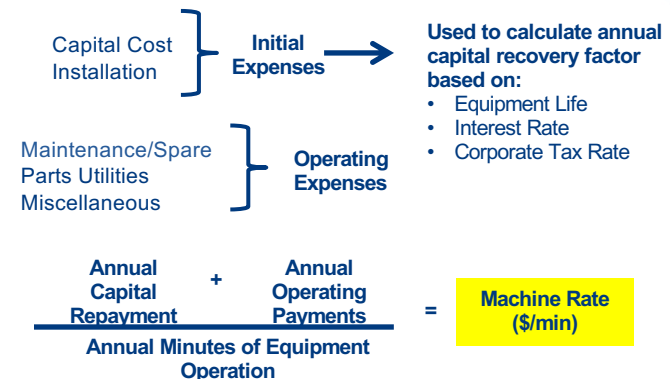 Capital Cost
Installation
Initial
Expenses
Used to calculate annual
capital recovery factor
based on:
• Equipment Life
• Interest Rate
• Corporate Tax Rate
Maintenance/Spare
Parts Utilities
Miscellaneous
Operating
Expenses
Annual
Capital
Repayment
+
Annual
Operating
Payments
=
Machine Rate
($/min)
Annual Minutes of Equipment
Operation